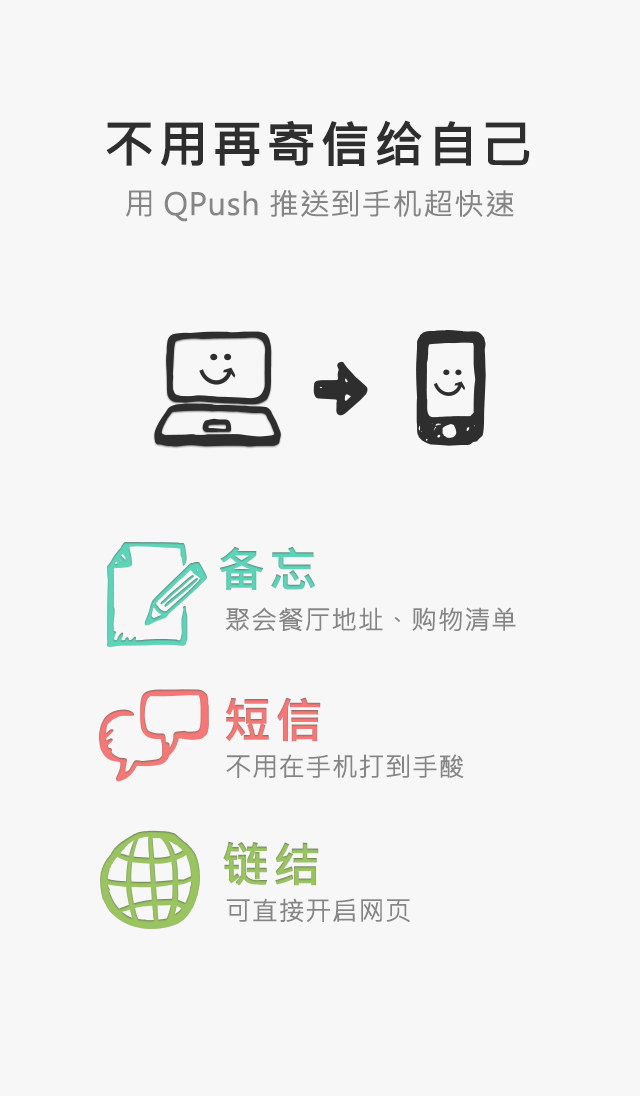 不用再寄信给自己
用 QPush 推送到手机超快速
备忘
聚会餐厅地址、购物清单
短信
不用在手机打到手酸
链结
可直接开启网页